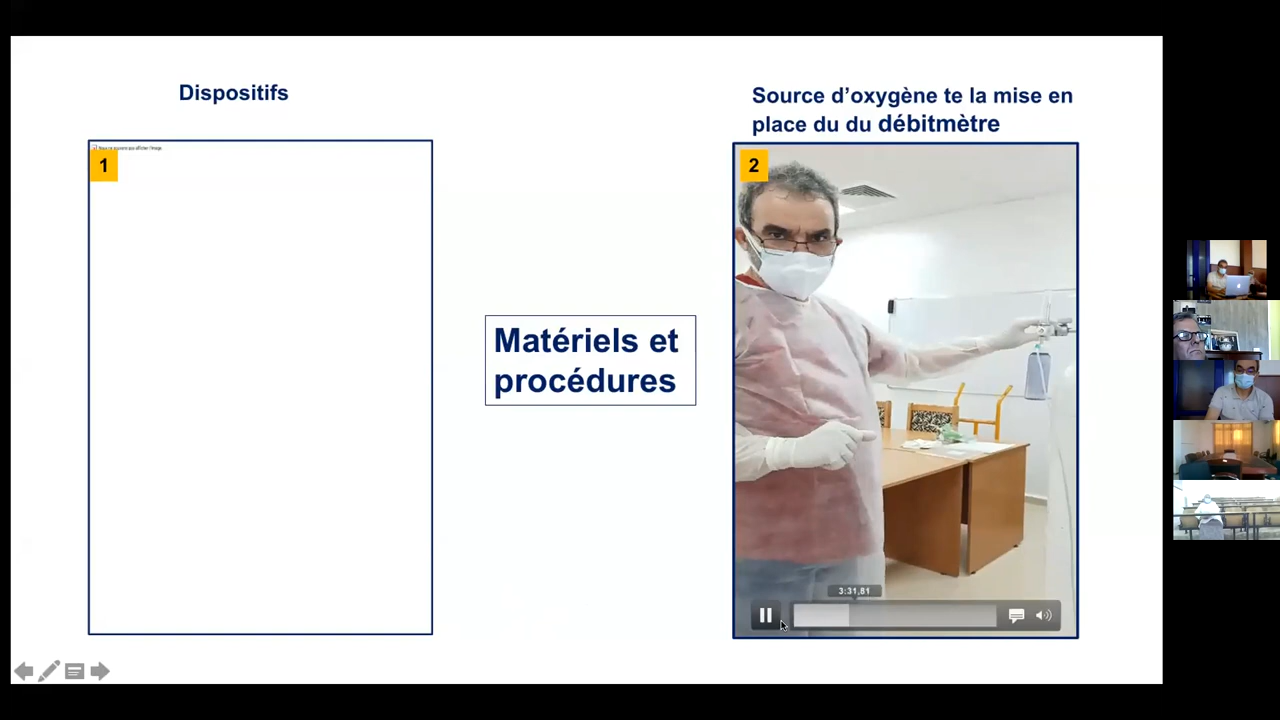 Dispositifs
Source d’oxygène te la mise en
place du du débitmètre
1
2
Matériels et
procédures
3:31,81